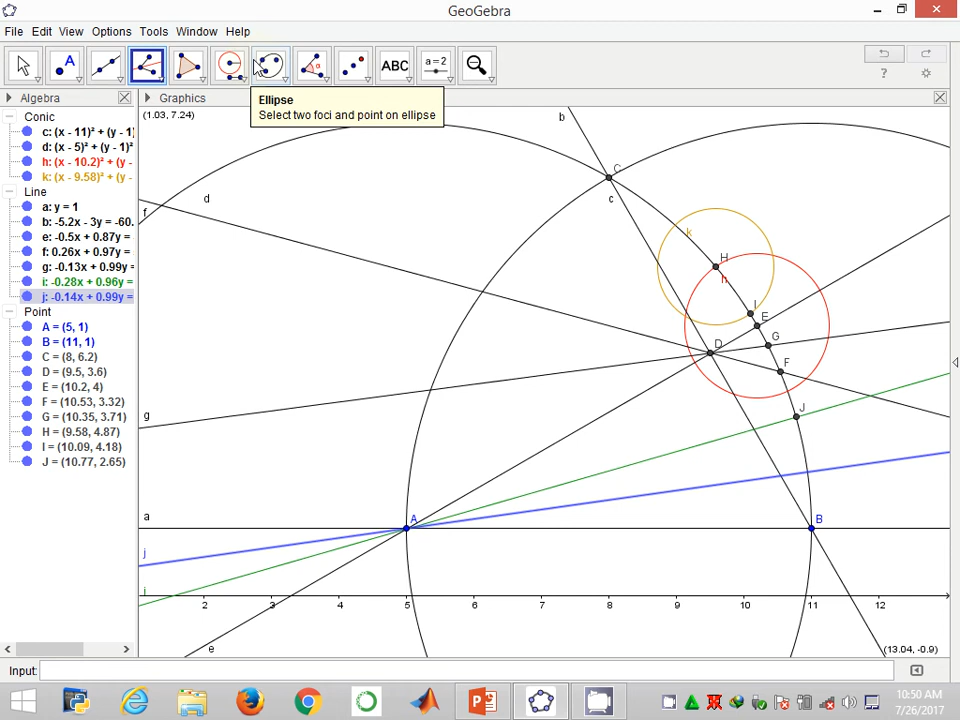 GeoGebra
File Edit View Options Tools Window Help
A
ABC
a = 2
Ellipse
Select two foci and point on ellipse
Algebra
Graphics
(1.03, 7.24)
Conic
c: (x - 11)² + (y - 1)
d: (x - 5)² + (y - 1)²
h: (x - 10.2)² + (y -
k: (x - 9.58)² + (y -
Line
a: y = 1
b: -5.2x - 3y = -60.
e: -0.5x + 0.87y =
f: 0.26x + 0.97y =
g: -0.13x + 0.99y =
i: -0.28x + 0.96y =
j: -0.14x + 0.99y =
Point
A = (5, 1)
B = (11, 1)
C = (8, 6.2)
D = (9.5, 3.6)
E = (10.2, 4)
F = (10.53, 3.32)
G = (10.35, 3.71)
H = (9.58, 4.87)
I = (10.09, 4.18)
J = (10.77, 2.65)
b
C
c
d
f
k
H
h
I
E
G
D
F
J
g
a
A
B
j
i
e
2 3 4 5 6 7 8 9 10 11 12
(13.04, -0.9)
Input:
10:50 AM
7/26/2017